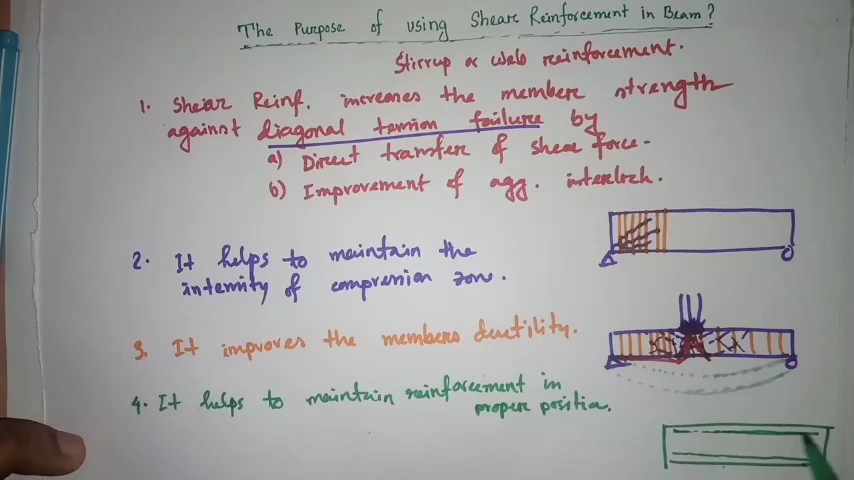 The Purpose of using Sheare Reinforcement in Beam?
Stirrup or Web reinforcement.
1. Shear Reinf. increases the member strength
against diagonal tension failure by
a) Direct transfer of shear force.
b) Improvement of agg. interlock.
2. It helps to maintain the
intensity of compression zone.
3. It improves the members ductility.
4. It helps to maintain reinforcement in
proper position.